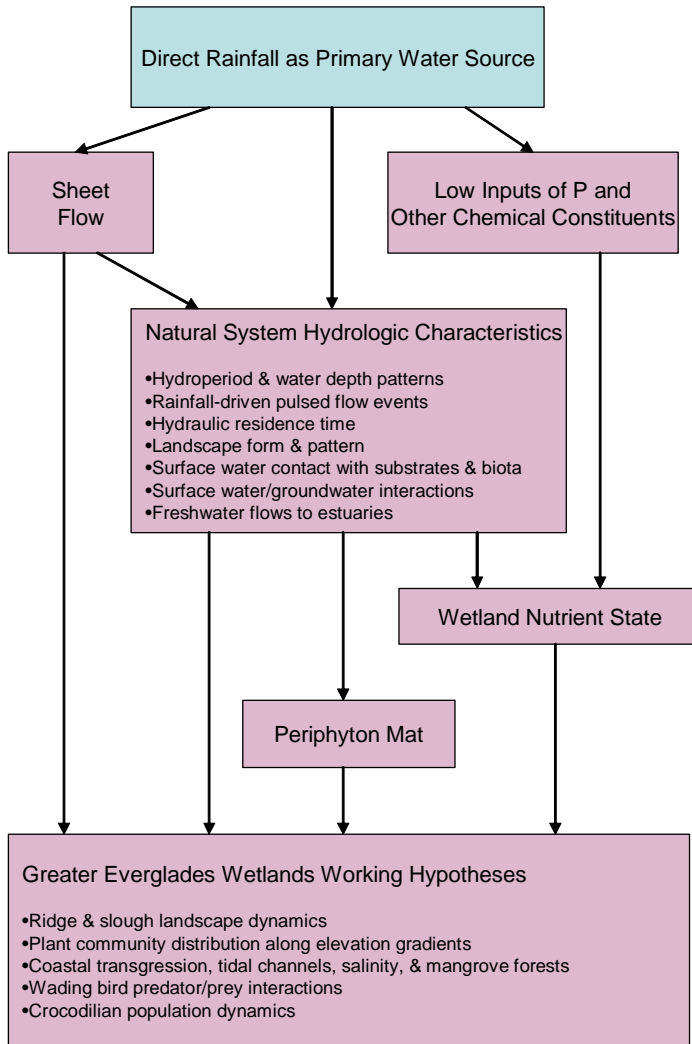 Direct Rainfall as Primary Water Source
Sheet
Flow
Low Inputs of P and
Other Chemical Constituents
Natural System Hydrologic Characteristics
•Hydroperiod & water depth patterns
•Rainfall-driven pulsed flow events
•Hydraulic residence time
•Landscape form & pattern
•Surface water contact with substrates & biota
•Surface water/groundwater interactions
•Freshwater flows to estuaries
Wetland Nutrient State
Periphyton Mat
Greater Everglades Wetlands Working Hypotheses
•Ridge & slough landscape dynamics
•Plant community distribution along elevation gradients
•Coastal transgression, tidal channels, salinity, & mangrove forests
•Wading bird predator/prey interactions
•Crocodilian population dynamics